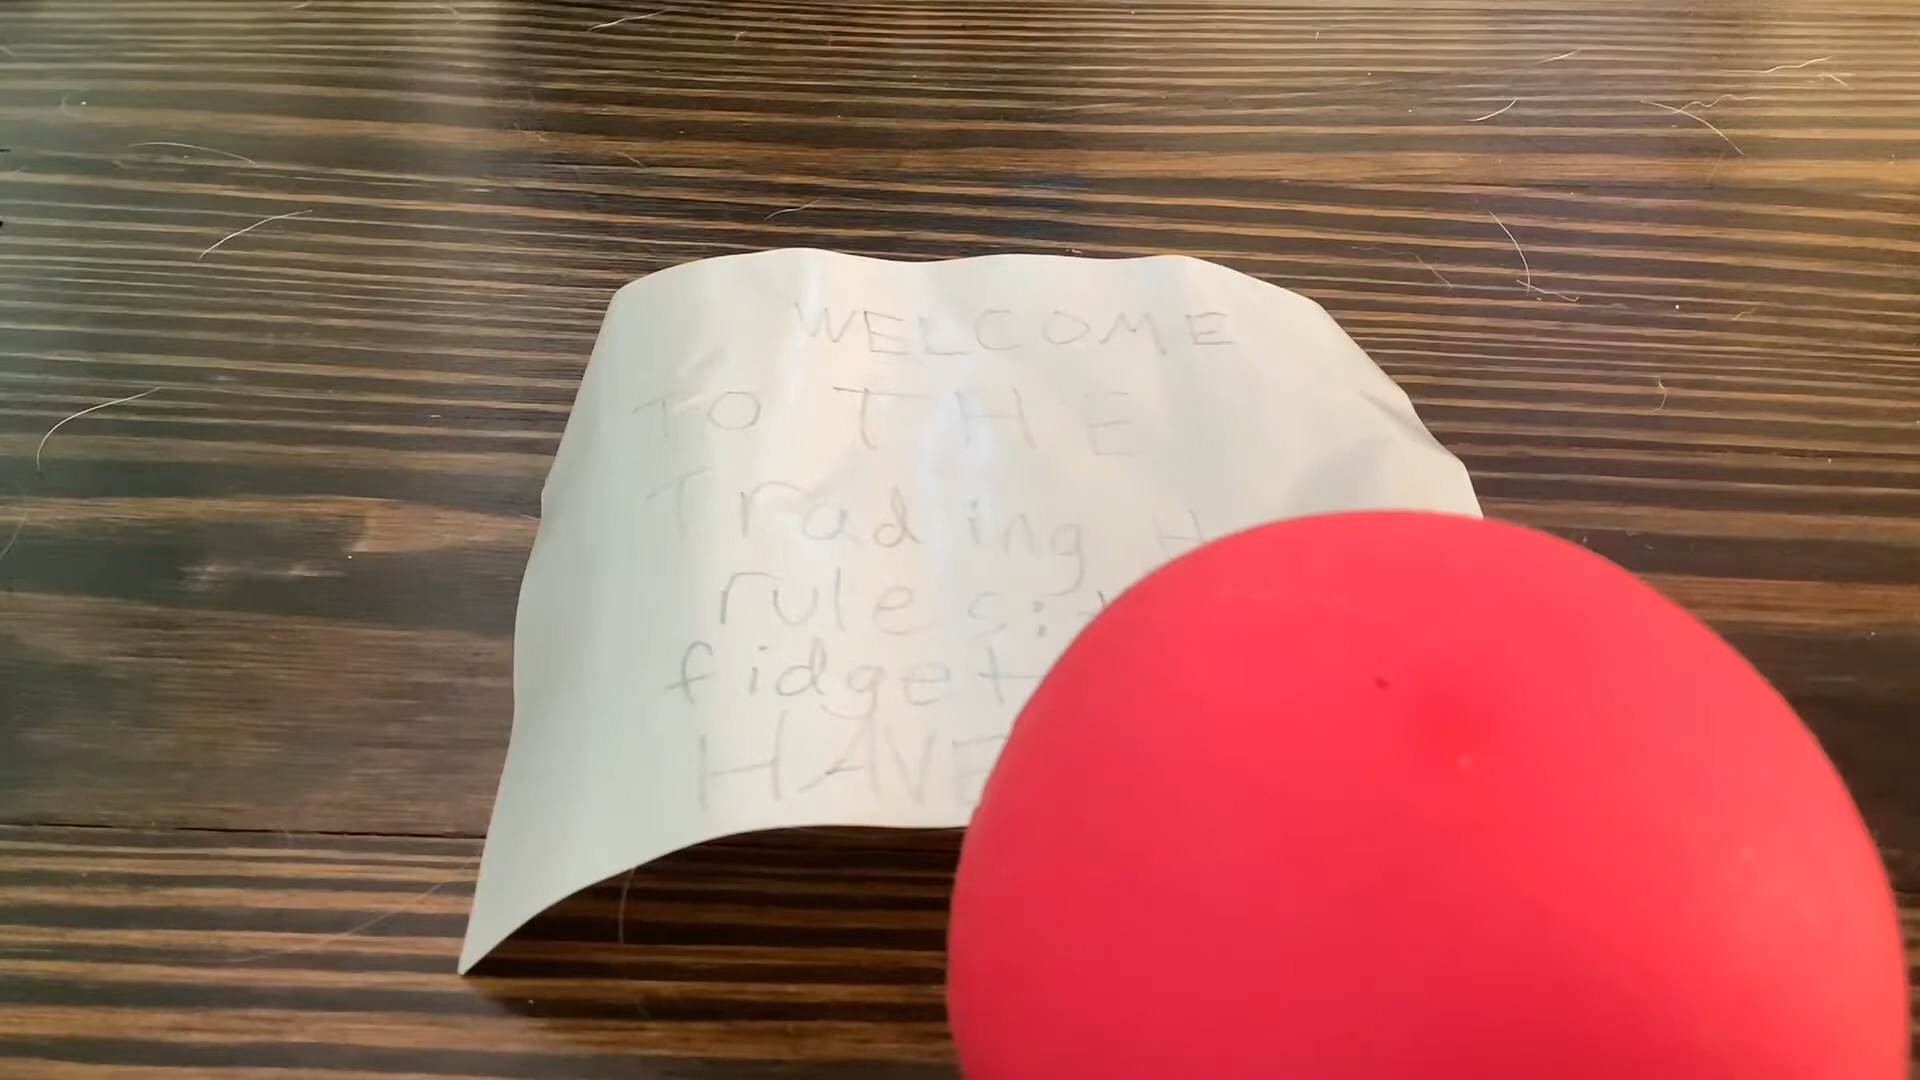 WELCOME
TO THE
Trading
rules:
fidget
HAVE